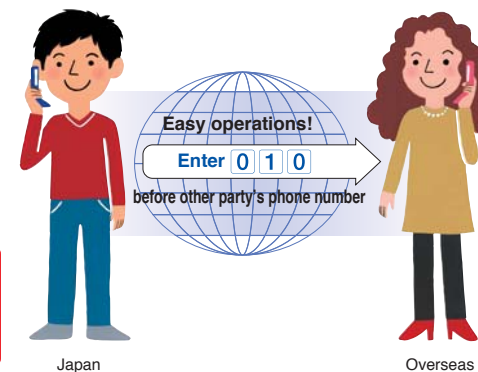 Easy operations!
Enter 0 1 0
before other party's phone number
Japan
Overseas